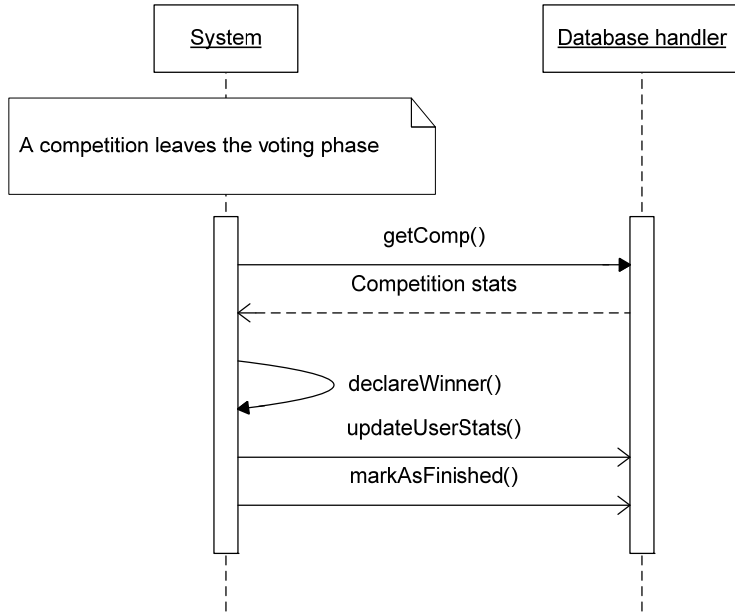 System
Database handler
A competition leaves the voting phase
getComp()
Competition stats
declareWinner()
updateUserStats()
markAsFinished()